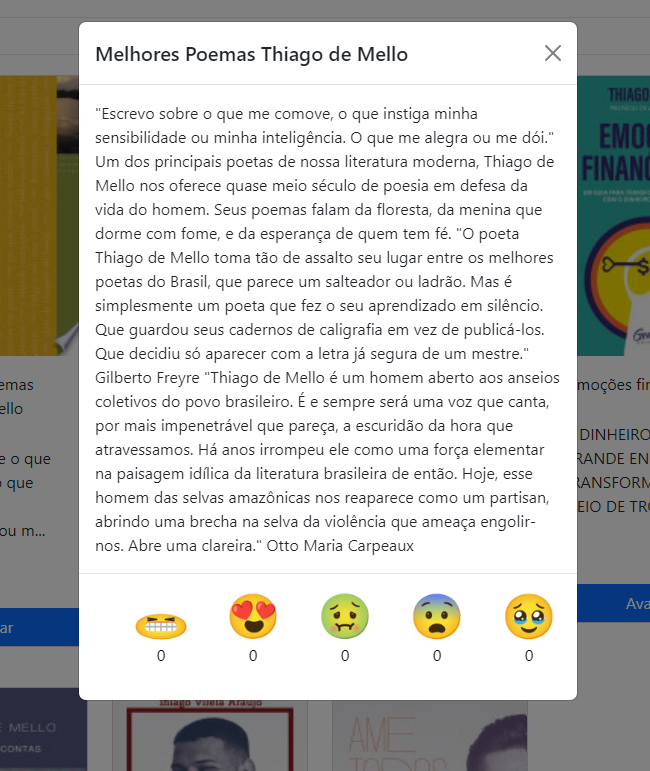 Melhores Poemas Thiago de Mello
"Escrevo sobre o que me comove, o que instiga minha
sensibilidade ou minha inteligência. O que me alegra ou me dói."
Um dos principais poetas de nossa literatura moderna, Thiago de
Mello nos oferece quase meio século de poesia em defesa da
vida do homem. Seus poemas falam da floresta, da menina que
dorme com fome, e da esperança de quem tem fé. "O poeta
Thiago de Mello toma tão de assalto seu lugar entre os melhores
poetas do Brasil, que parece um salteador ou ladrão. Mas é
simplesmente um poeta que fez o seu aprendizado em silêncio.
Que guardou seus cadernos de caligrafia em vez de publicá-los.
Que decidiu só aparecer com a letra já segura de um mestre."
Gilberto Freyre "Thiago de Mello é um homem aberto aos anseios
coletivos do povo brasileiro. É e sempre será uma voz que canta,
por mais impenetrável que pareça, a escuridão da hora que
atravessamos. Há anos irrompeu ele como uma força elementar
na paisagem idílica da literatura brasileira de então. Hoje, esse
homem das selvas amazônicas nos reaparece como um partisan,
abrindo uma brecha na selva da violência que ameaça engolir-
nos. Abre uma clareira." Otto Maria Carpeaux
0 0 0 0 0
THIAGO
EMOÇ
FINAN
emas
ello
e o que
o que
ou m...
ar
moções fin
DINHEIRO
RANDE EN
RANSFORM
EIO DE TRO
Ava
E MELLO
CONTAS
Thiago Vilela Araujo
AME
TODAS